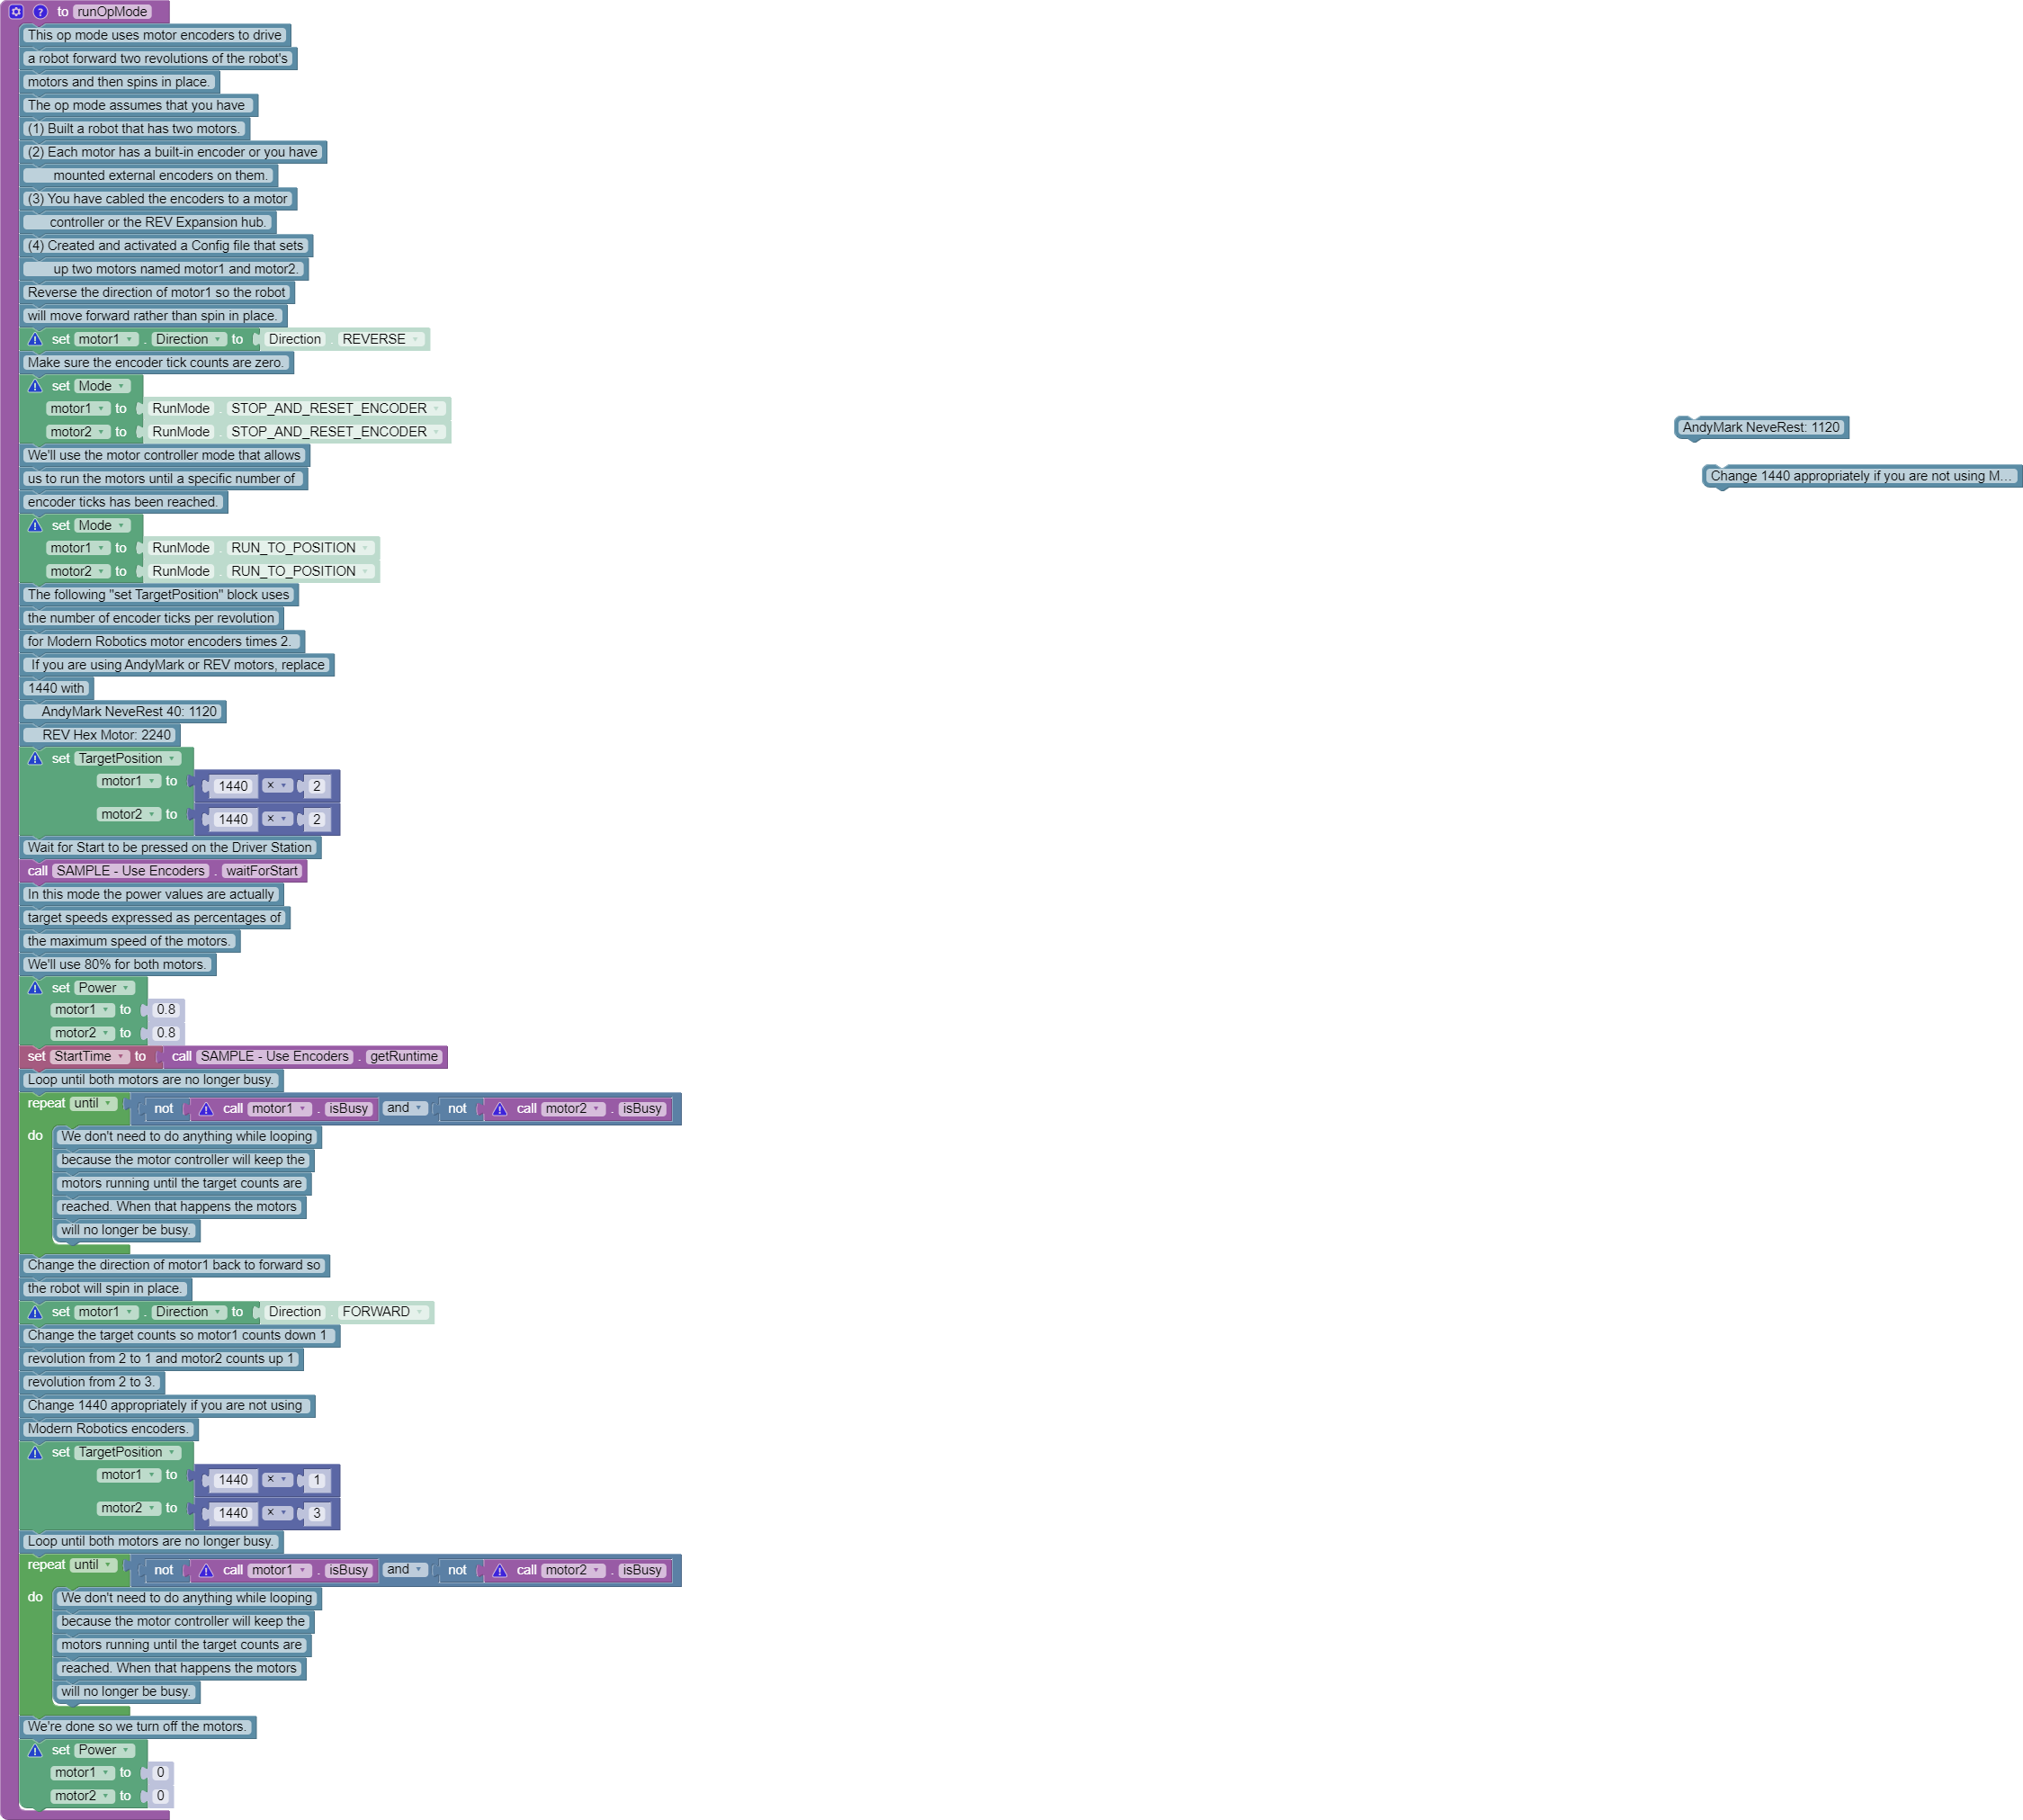 to runOpMode
This op mode uses motor encoders to drive
a robot forward two revolutions of the robot's
motors and then spins in place.
The op mode assumes that you have
(1) Built a robot that has two motors.
(2) Each motor has a built-in encoder or you have
mounted external encoders on them.
(3) You have cabled the encoders to a motor
controller or the REV Expansion hub.
(4) Created and activated a Config file that sets
up two motors named motor1 and motor2.
Reverse the direction of motor1 so the robot
will move forward rather than spin in place.
set motor1 . Direction to Direction . REVERSE
Make sure the encoder tick counts are zero.
set Mode
motor1 to RunMode . STOP_AND_RESET_ENCODER
motor2 to RunMode . STOP_AND_RESET_ENCODER
We'll use the motor controller mode that allows
us to run the motors until a specific number of
encoder ticks has been reached.
set Mode
motor1 to RunMode . RUN_TO_POSITION
motor2 to RunMode . RUN_TO_POSITION
The following "set TargetPosition" block uses
the number of encoder ticks per revolution
for Modern Robotics motor encoders times 2.
If you are using AndyMark or REV motors, replace
1440 with
AndyMark NeveRest 40: 1120
REV Hex Motor: 2240
set TargetPosition
motor1 to 1440 × 2
motor2 to 1440 × 2
Wait for Start to be pressed on the Driver Station
call SAMPLE - Use Encoders . waitForStart
In this mode the power values are actually
target speeds expressed as percentages of
the maximum speed of the motors.
We'll use 80% for both motors.
set Power
motor1 to 0.8
motor2 to 0.8
set StartTime to call SAMPLE - Use Encoders . getRuntime
Loop until both motors are no longer busy.
repeat until not call motor1 . isBusy and not call motor2 . isBusy
do We don't need to do anything while looping
because the motor controller will keep the
motors running until the target counts are
reached. When that happens the motors
will no longer be busy.
Change the direction of motor1 back to forward so
the robot will spin in place.
set motor1 . Direction to Direction . FORWARD
Change the target counts so motor1 counts down 1
revolution from 2 to 1 and motor2 counts up 1
revolution from 2 to 3.
Change 1440 appropriately if you are not using
Modern Robotics encoders.
set TargetPosition
motor1 to 1440 × 1
motor2 to 1440 × 3
Loop until both motors are no longer busy.
repeat until not call motor1 . isBusy and not call motor2 . isBusy
do We don't need to do anything while looping
because the motor controller will keep the
motors running until the target counts are
reached. When that happens the motors
will no longer be busy.
We're done so we turn off the motors.
set Power
motor1 to 0
motor2 to 0
AndyMark NeveRest: 1120
Change 1440 appropriately if you are not using M...